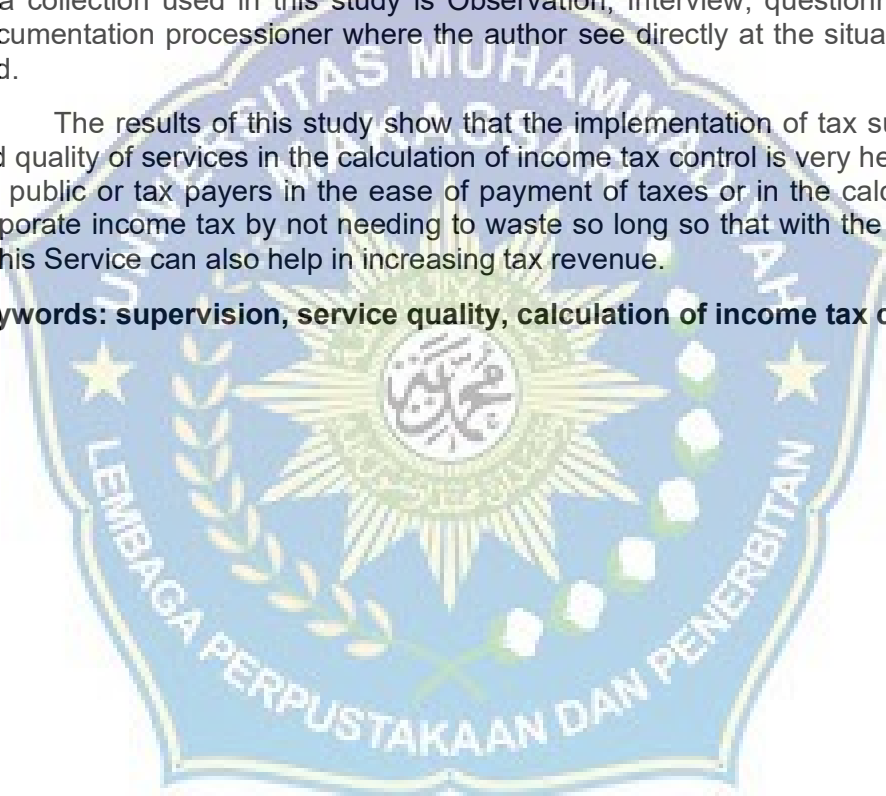 a collection used in this study is Observation, interview, questionn
cumentation processioner where the author see directly at the situa
d.
The results of this study show that the implementation of tax su
d quality of services in the calculation of income tax control is very he
public or tax payers in the ease of payment of taxes or in the calc
porate income tax by not needing to waste so long so that with the
his Service can also help in increasing tax revenue.
ywords: supervision, service quality, calculation of income tax c
UNIVERSITAS MUHAMMADIYAH
MAKASSAR
محمدية
LEMBAGA PERPUSTAKAAN DAN PENERBITAN